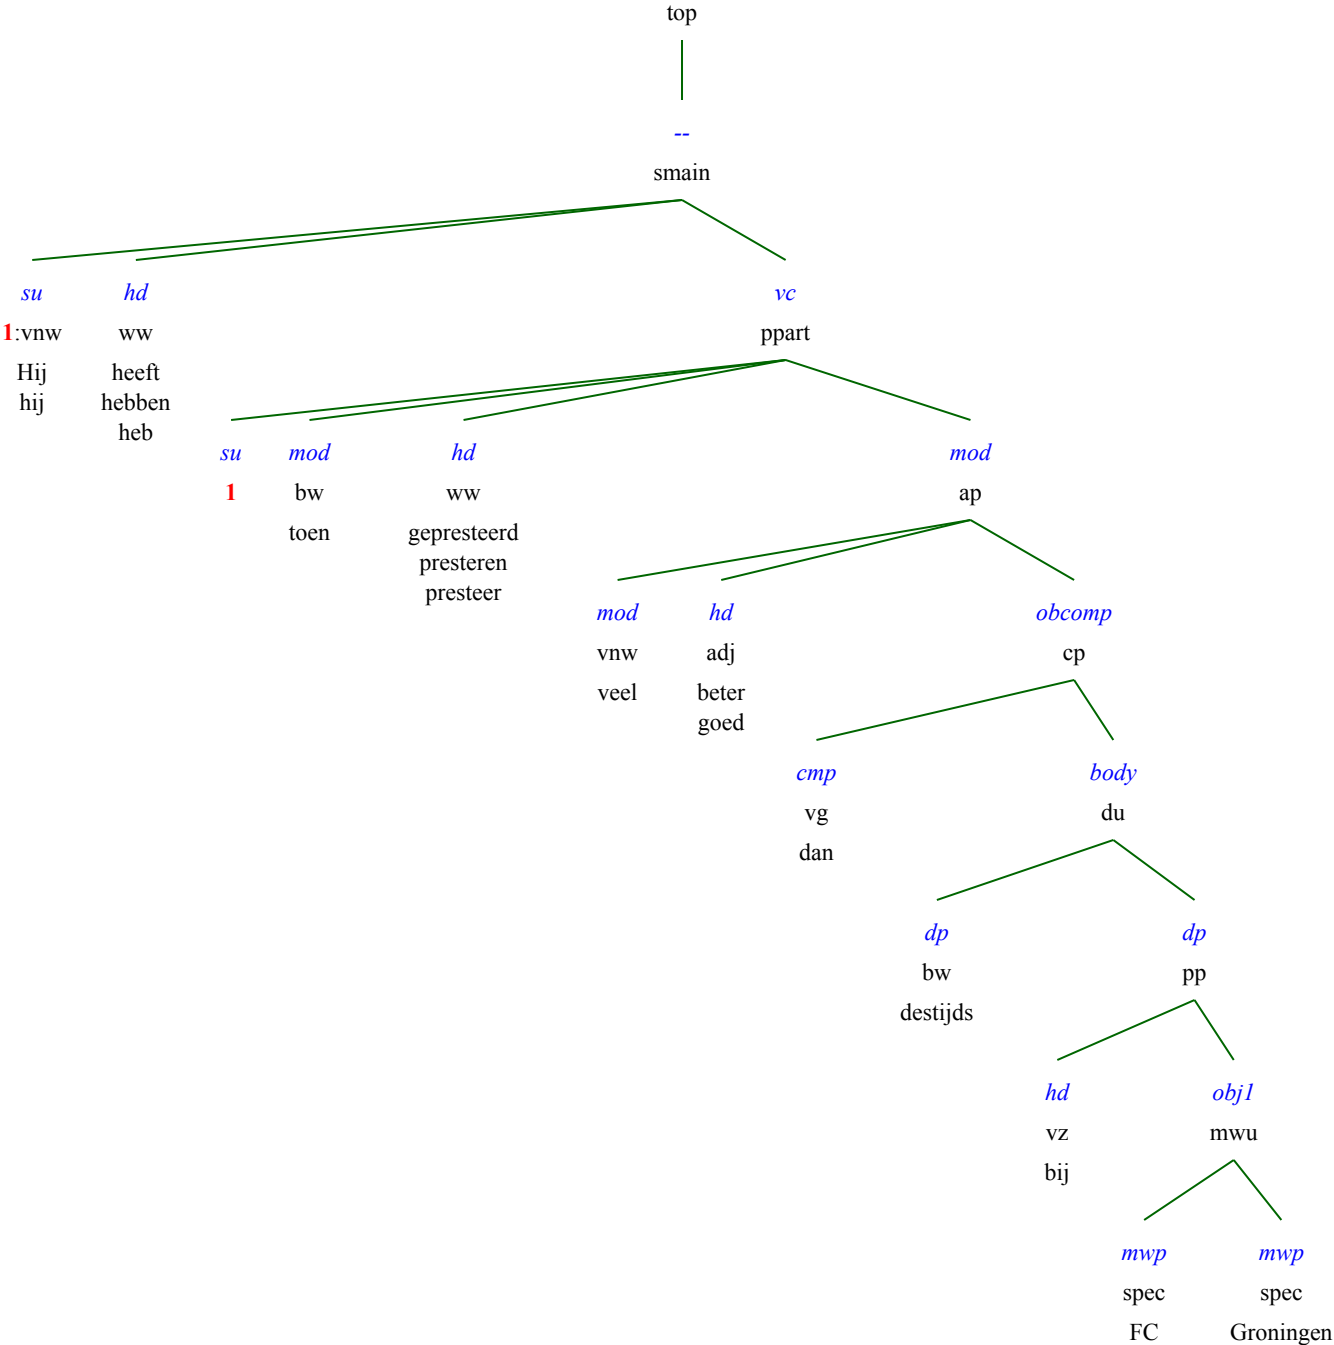 top
--
smain
su hd vc
1:vnw ww ppart
Hij heeft
hij hebben
heb
su mod hd mod
1 bw ww ap
toen gepresteerd
presteren
presteer
mod hd obcomp
vnw adj cp
veel beter
goed
cmp body
vg du
dan
dp dp
bw pp
destijds
hd obj1
vz mwu
bij
mwp mwp
spec spec
FC Groningen